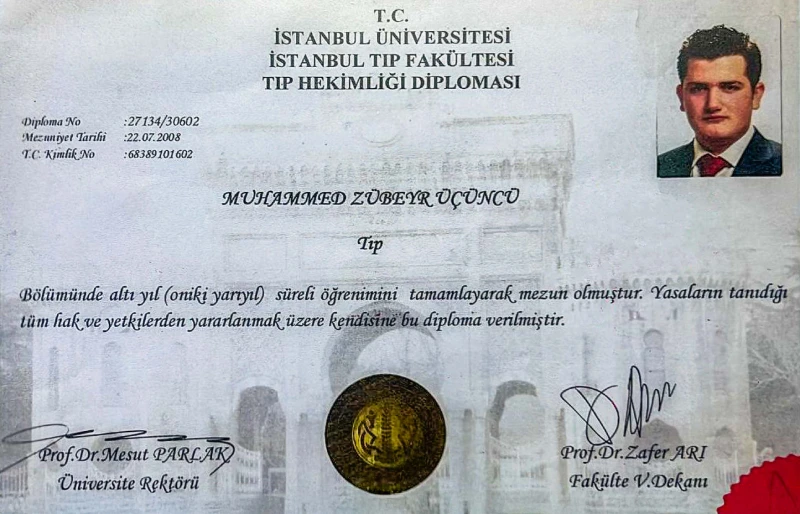 T.C.
İSTANBUL ÜNİVERSİTESİ
İSTANBUL TIP FAKÜLTESİ
TIP HEKİMLİĞİ DİPLOMASI
Diploma No :27134/30602
Mezuniyet Tarihi :22.07.2008
T.C. Kimlik No :68389101602
MUHAMMED ZÜBEYR ÜÇÜNCÜ
Tıp
Bölümünde altı yıl (oniki yarıyıl) süreli öğrenimini tamamlayarak mezun olmuştur. Yasaların tanıdığı
tüm hak ve yetkilerden yararlanmak üzere kendisine bu diploma verilmiştir.
Prof.Dr.Mesut PARLAK
Üniversite Rektörü
Prof.Dr.Zafer ARI
Fakülte V.Dekanı